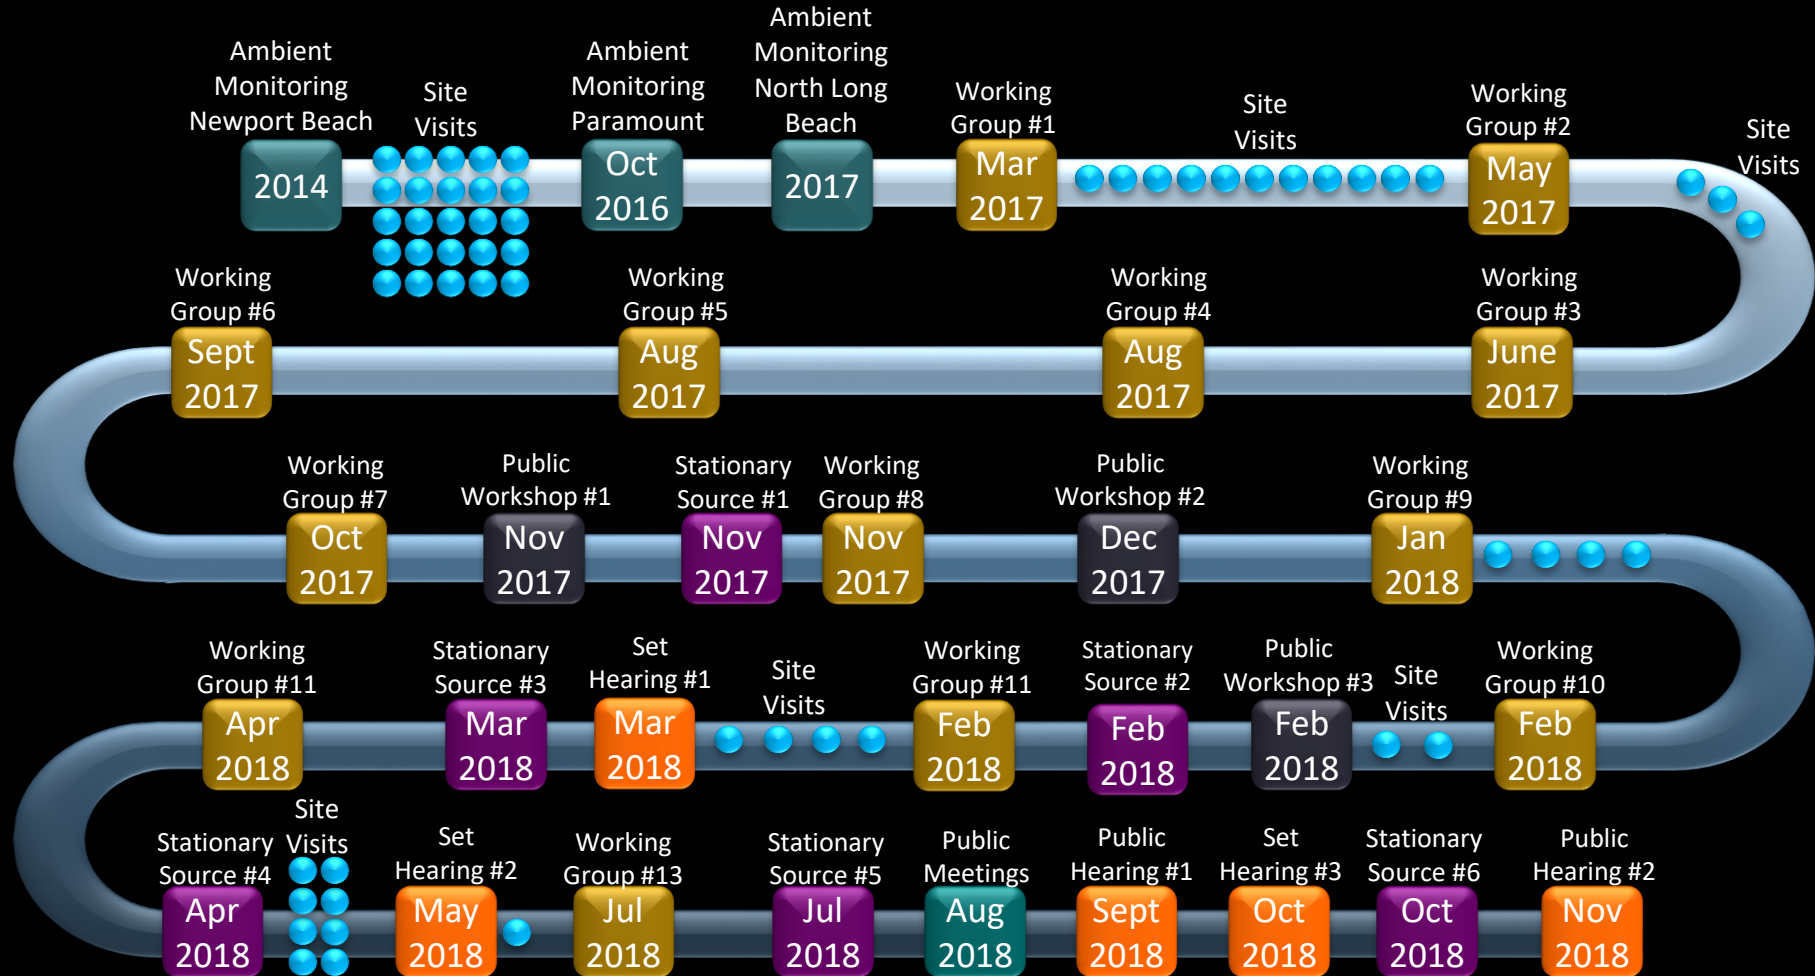 Ambient
Monitoring
Newport Beach
2014
Site
Visits
Ambient
Monitoring
Paramount
Oct
2016
Ambient
Monitoring
North Long
Beach
2017
Working
Group #1
Mar
2017
Site
Visits
Working
Group #2
May
2017
Site
Visits
Working
Group #6
Sept
2017
Working
Group #5
Aug
2017
Working
Group #4
Aug
2017
Working
Group #3
June
2017
Working
Group #7
Oct
2017
Public
Workshop #1
Nov
2017
Stationary
Source #1
Nov
2017
Working
Group #8
Nov
2017
Public
Workshop #2
Dec
2017
Working
Group #9
Jan
2018
Working
Group #11
Apr
2018
Stationary
Source #3
Mar
2018
Set
Hearing #1
Mar
2018
Site
Visits
Working
Group #11
Feb
2018
Stationary
Source #2
Feb
2018
Public
Workshop #3
Feb
2018
Site
Visits
Working
Group #10
Feb
2018
Stationary
Source #4
Apr
2018
Site
Visits
Set
Hearing #2
May
2018
Working
Group #13
Jul
2018
Stationary
Source #5
Jul
2018
Public
Meetings
Aug
2018
Public
Hearing #1
Sept
2018
Set
Hearing #3
Oct
2018
Stationary
Source #6
Oct
2018
Public
Hearing #2
Nov
2018